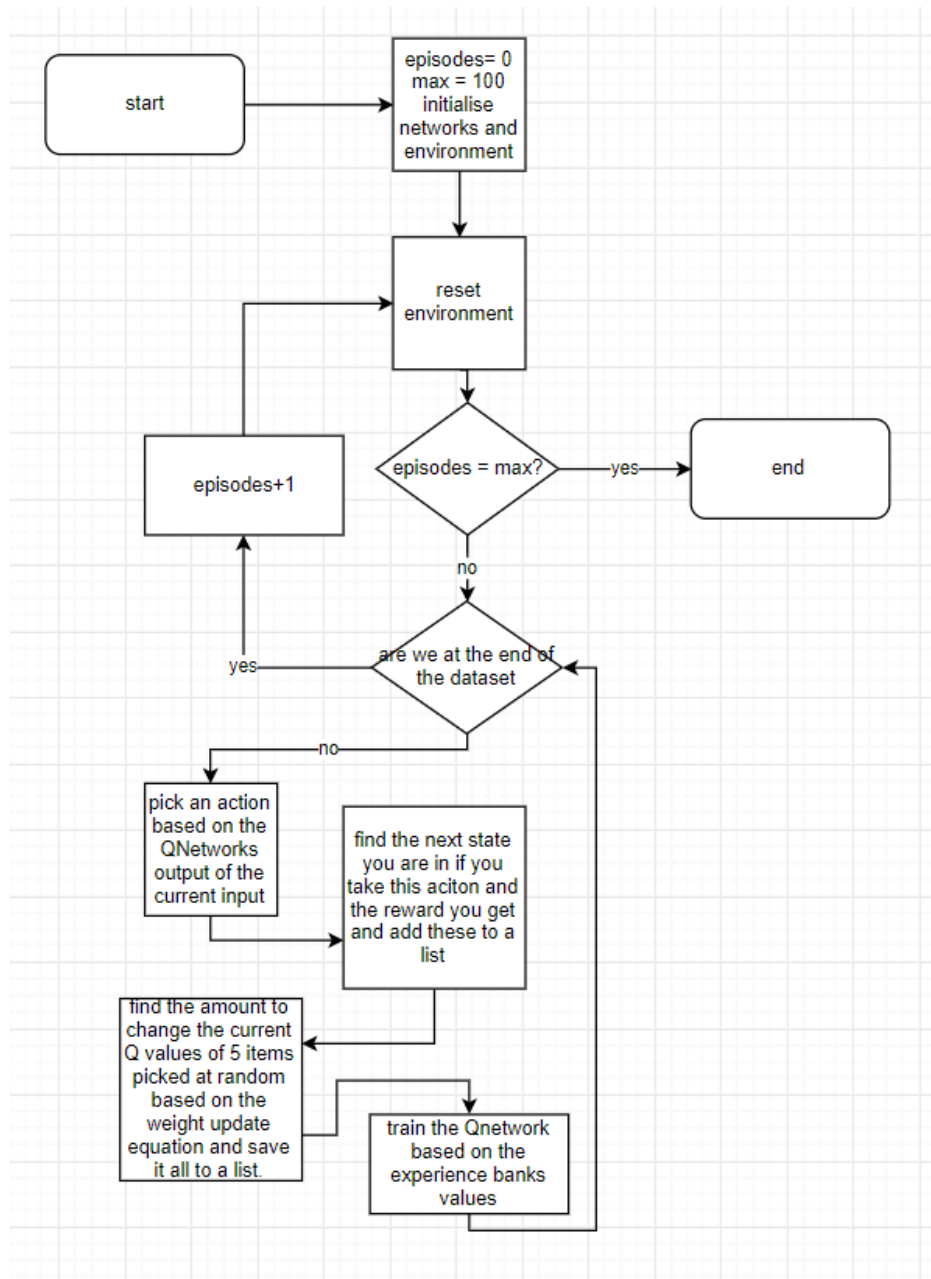 start
episodes= 0
max = 100
initialise
networks and
environment
reset
environment
episodes = max?
yes
end
episodes+1
no
are we at the end of
the dataset
yes
no
pick an action
based on the
QNetworks
output of the
current input
find the next state
you are in if you
take this aciton and
the reward you get
and add these to a
list
find the amount to
change the current
Q values of 5 items
picked at random
based on the
weight update
equation and save
it all to a list.
train the Qnetwork
based on the
experience banks
values